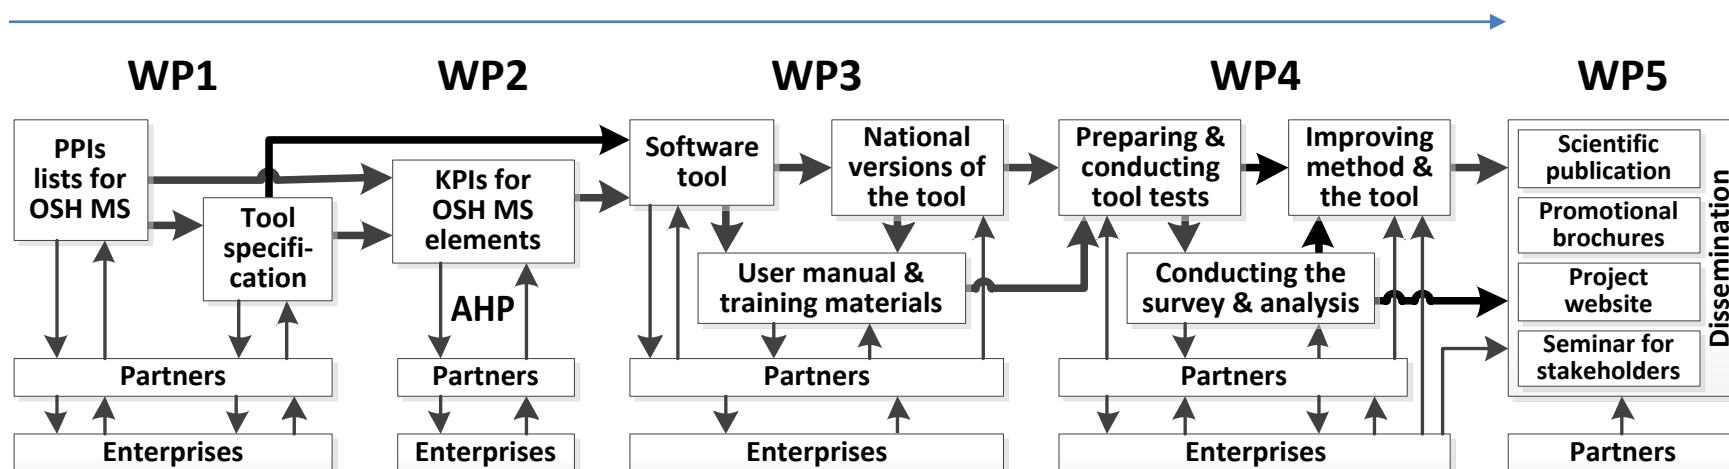 WP1
WP2
WP3
WP4
WP5
PPIs
lists for
OSH MS
Tool
specifi-
cation
Partners
Enterprises
KPIs for
OSH MS
elements
AHP
Partners
Enterprises
Software
tool
National
versions of
the tool
User manual &
training materials
Partners
Enterprises
Preparing &
conducting
tool tests
Improving
method &
the tool
Conducting the
survey & analysis
Partners
Enterprises
Scientific
publication
Promotional
brochures
Project
website
Seminar for
stakeholders
Dissemination
Partners